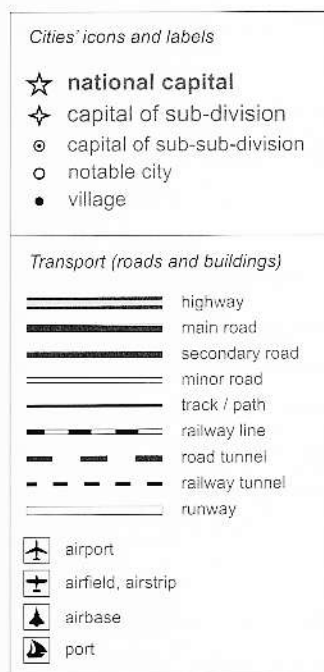 Cities' icons and labels
national capital
capital of sub-division
capital of sub-sub-division
notable city
village
Transport (roads and buildings)
highway
main road
secondary road
minor road
track / path
railway line
road tunnel
railway tunnel
runway
airport
airfield, airstrip
airbase
port